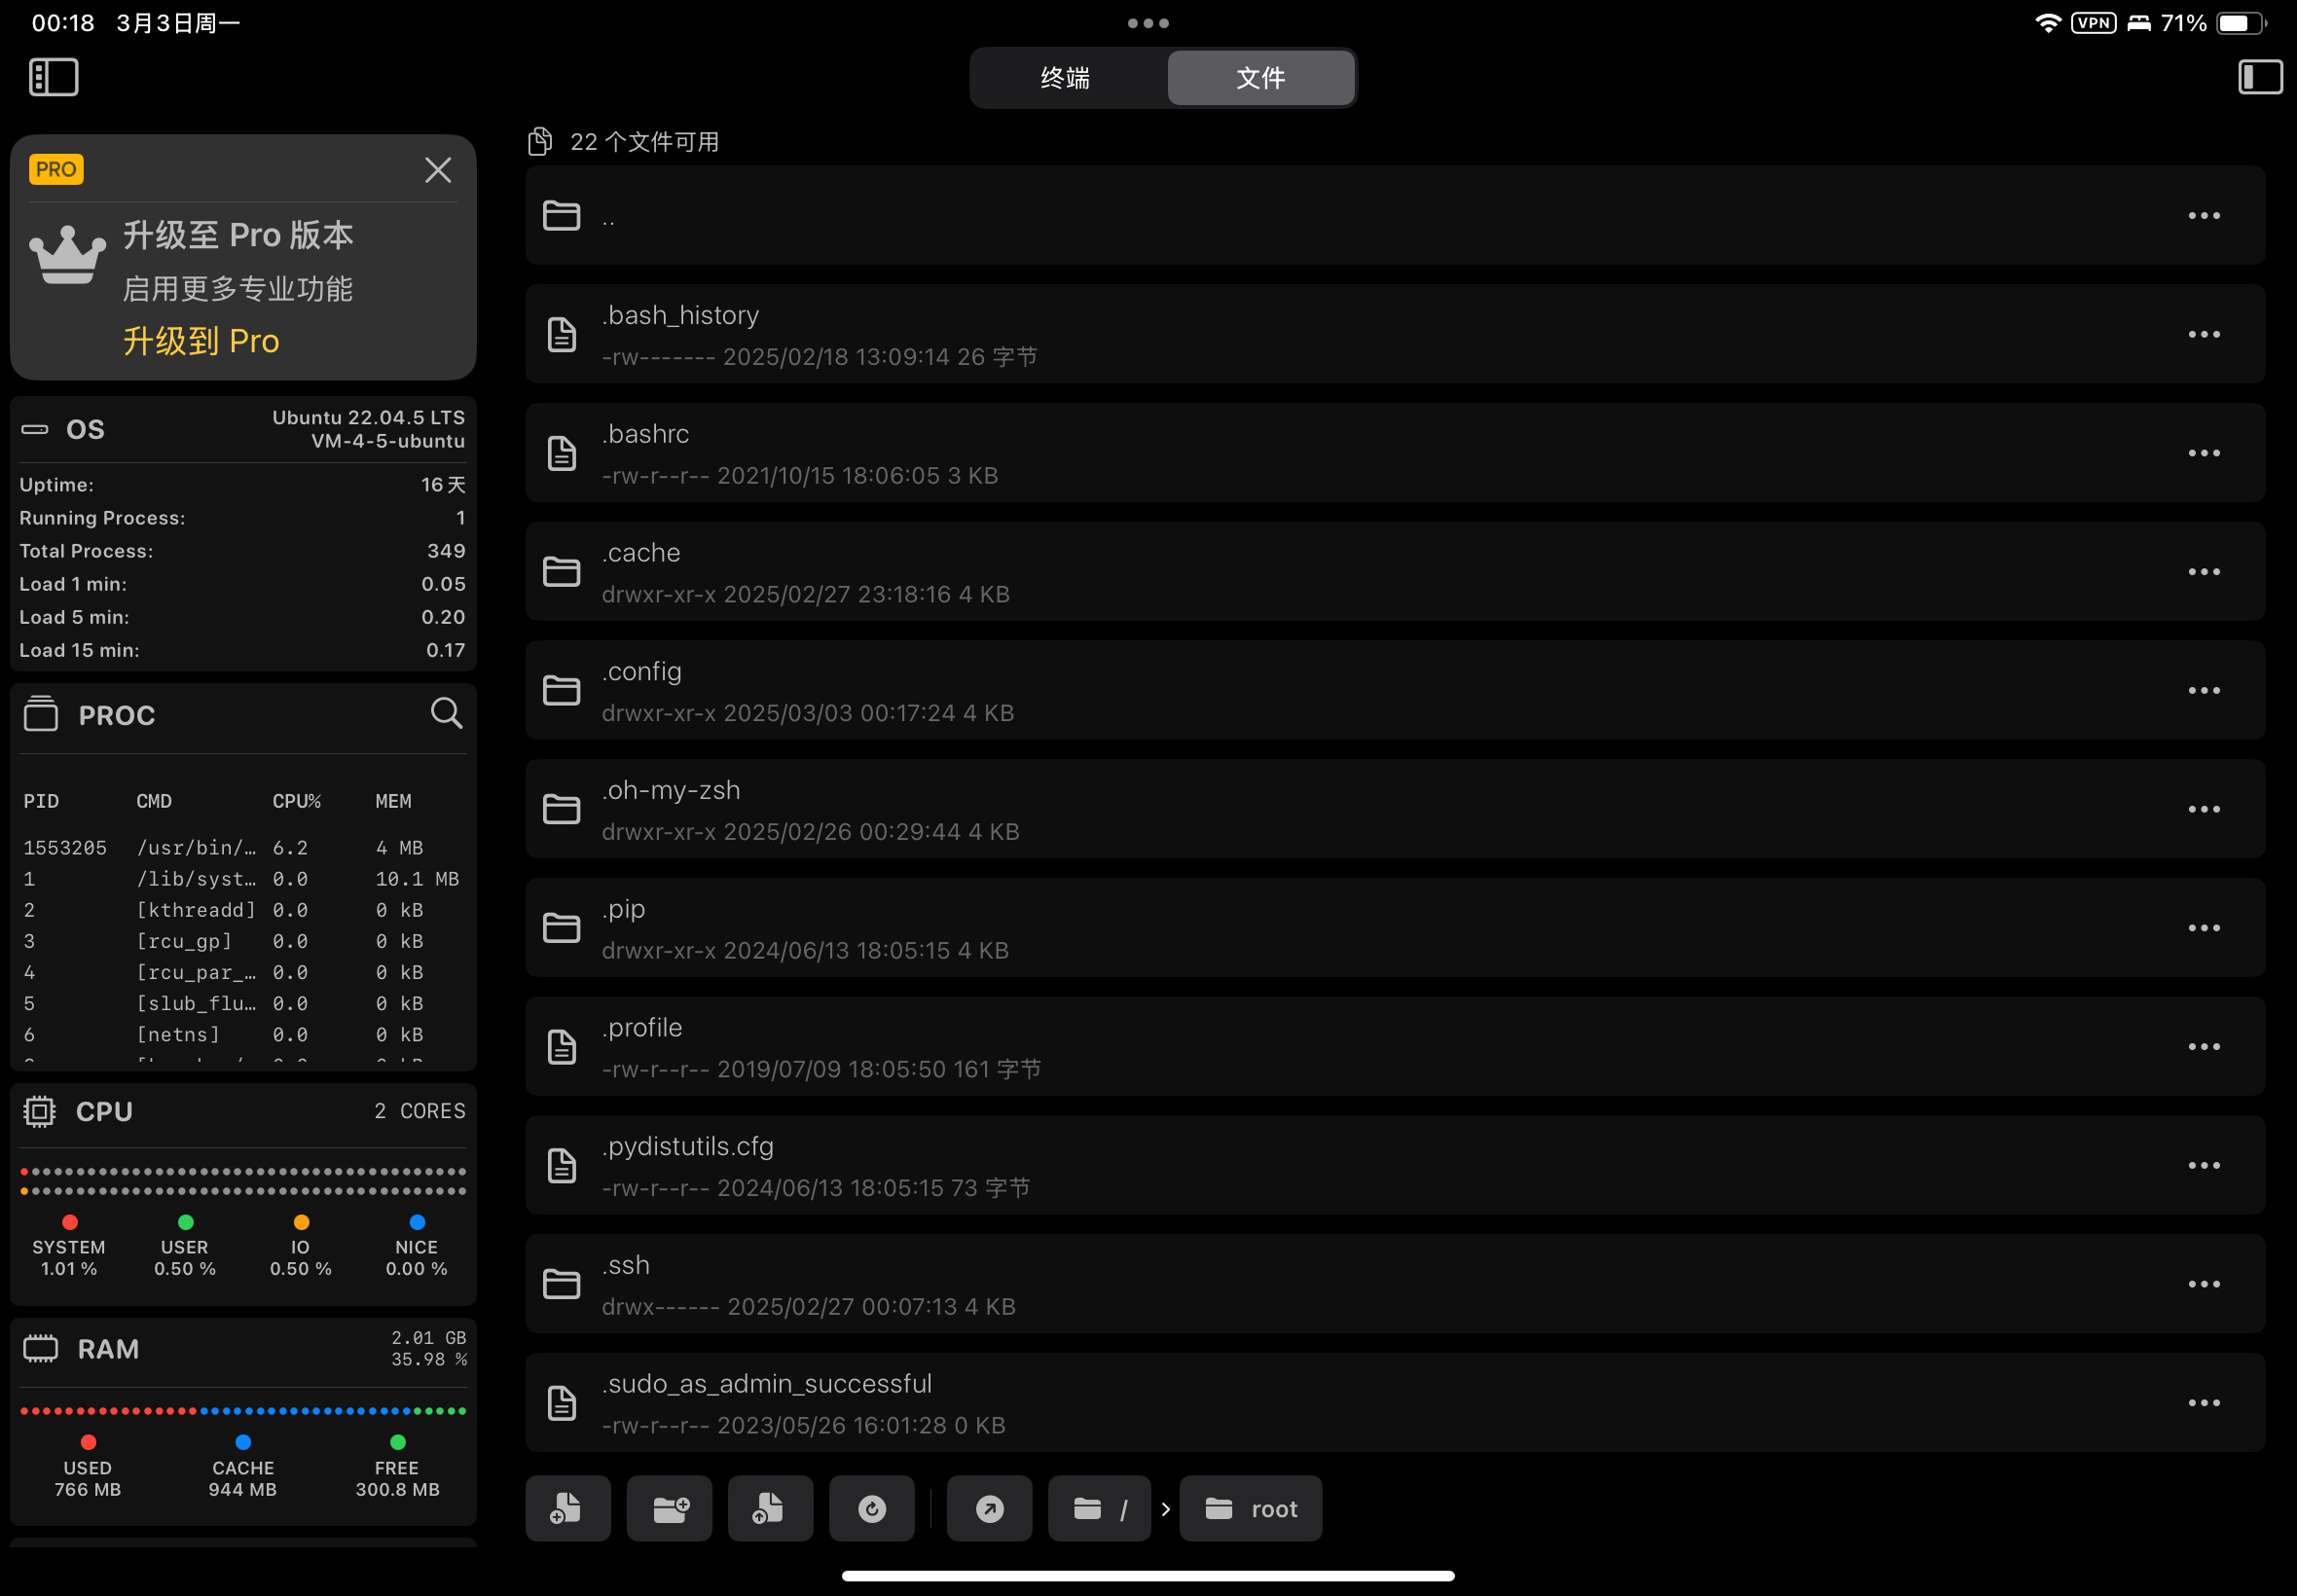 00:18 3月3日周一
VPN 71%
终端 文件
PRO
升级至 Pro 版本
启用更多专业功能
升级到 Pro
OS Ubuntu 22.04.5 LTS
VM-4-5-ubuntu
Uptime: 16 天
Running Process: 1
Total Process: 349
Load 1 min: 0.05
Load 5 min: 0.20
Load 15 min: 0.17
PROC
PID CMD CPU% MEM
1553205 /usr/bin/… 6.2 4 MB
1 /lib/syst… 0.0 10.1 MB
2 [kthreadd] 0.0 0 kB
3 [rcu_gp] 0.0 0 kB
4 [rcu_par_… 0.0 0 kB
5 [slub_flu… 0.0 0 kB
6 [netns] 0.0 0 kB
CPU 2 CORES
SYSTEM USER IO NICE
1.01 % 0.50 % 0.50 % 0.00 %
RAM 2.01 GB
35.98 %
USED CACHE FREE
766 MB 944 MB 300.8 MB
22 个文件可用
..
.bash_history
-rw------- 2025/02/18 13:09:14 26 字节
.bashrc
-rw-r--r-- 2021/10/15 18:06:05 3 KB
.cache
drwxr-xr-x 2025/02/27 23:18:16 4 KB
.config
drwxr-xr-x 2025/03/03 00:17:24 4 KB
.oh-my-zsh
drwxr-xr-x 2025/02/26 00:29:44 4 KB
.pip
drwxr-xr-x 2024/06/13 18:05:15 4 KB
.profile
-rw-r--r-- 2019/07/09 18:05:50 161 字节
.pydistutils.cfg
-rw-r--r-- 2024/06/13 18:05:15 73 字节
.ssh
drwx------ 2025/02/27 00:07:13 4 KB
.sudo_as_admin_successful
-rw-r--r-- 2023/05/26 16:01:28 0 KB
/ › root